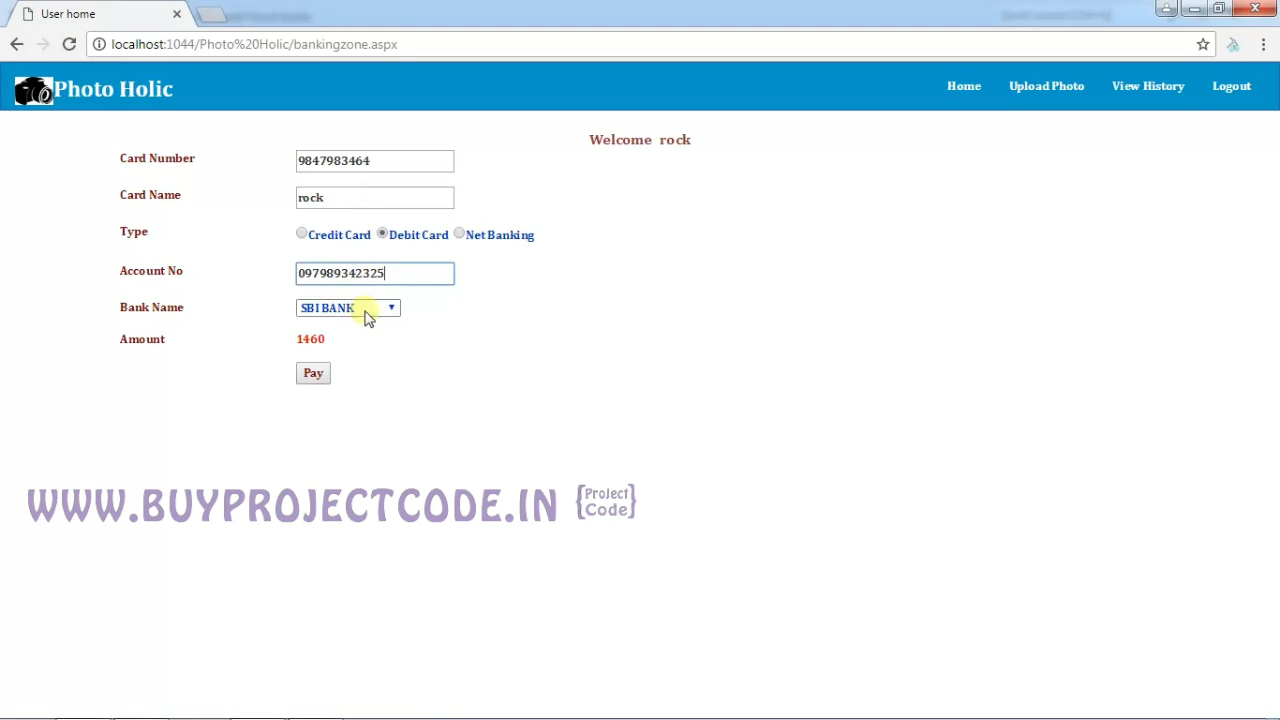 User home
localhost:1044/Photo%20Holic/bankingzone.aspx
Photo Holic
Home Upload Photo View History Logout
Welcome rock
Card Number 9847983464
Card Name rock
Type Credit Card Debit Card Net Banking
Account No 097989342325
Bank Name SBI BANK
Amount 1460
Pay
WWW.BUYPROJECTCODE.IN {Project Code}